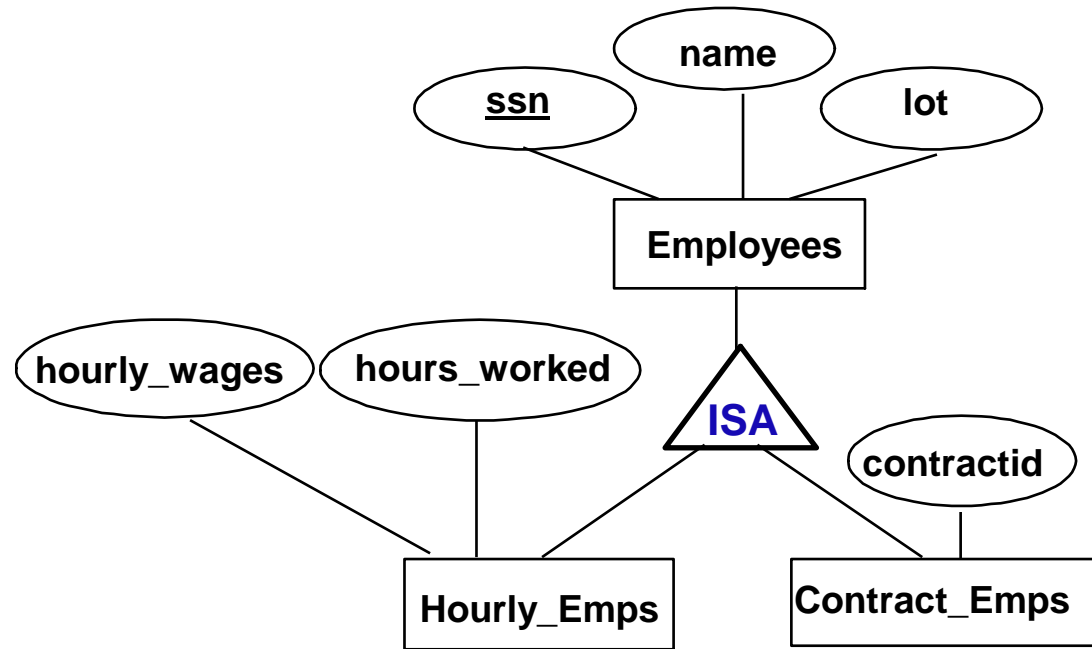 name
ssn
lot
Employees
hourly_wages
hours_worked
ISA
contractid
Hourly_Emps
Contract_Emps